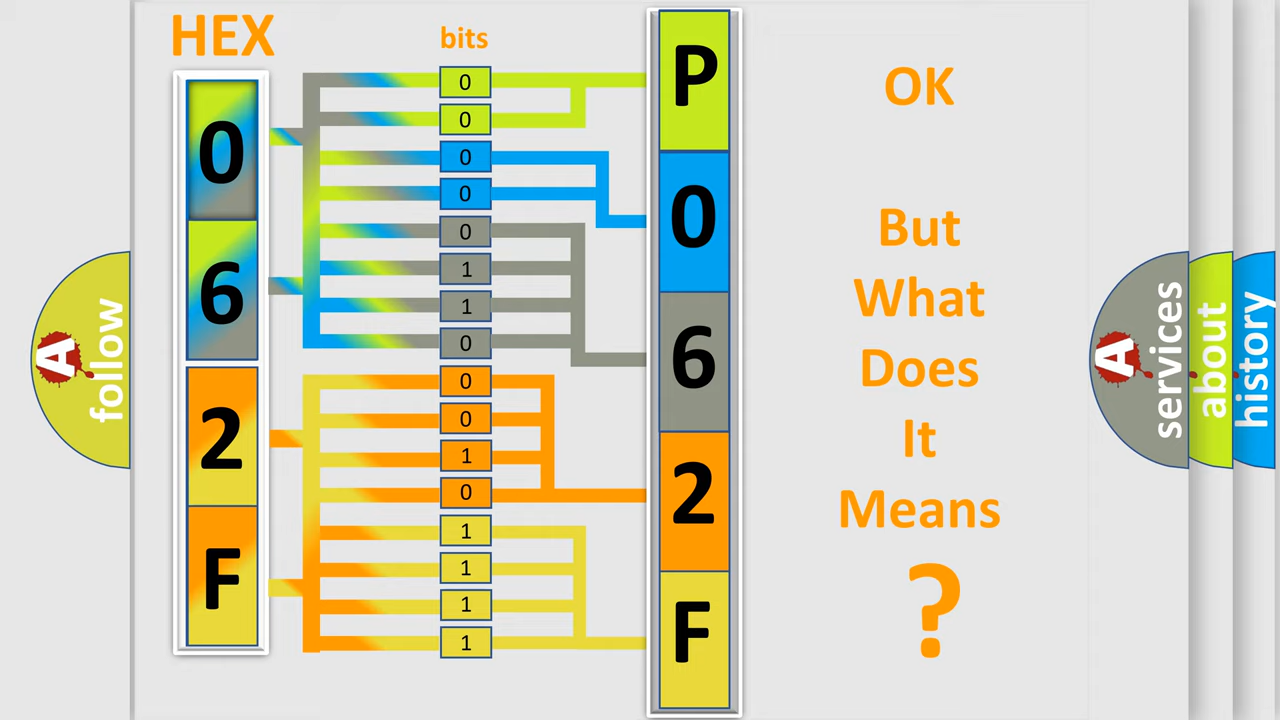 HEX
bits
0
6
2
F
0
0
0
0
0
1
1
0
0
0
1
0
1
1
1
1
P
0
6
2
F
OK
But
What
Does
It
Means
?
A
follow
A
services
about
history